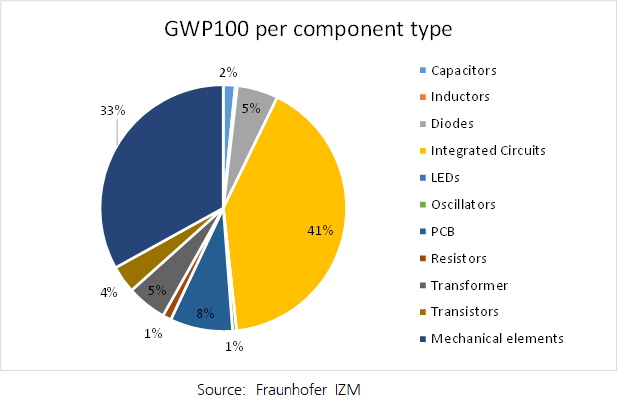 GWP100 per component type
2%
5%
41%
1%
8%
1%
5%
4%
33%
Capacitors
Inductors
Diodes
Integrated Circuits
LEDs
Oscillators
PCB
Resistors
Transformer
Transistors
Mechanical elements
Source: Fraunhofer IZM